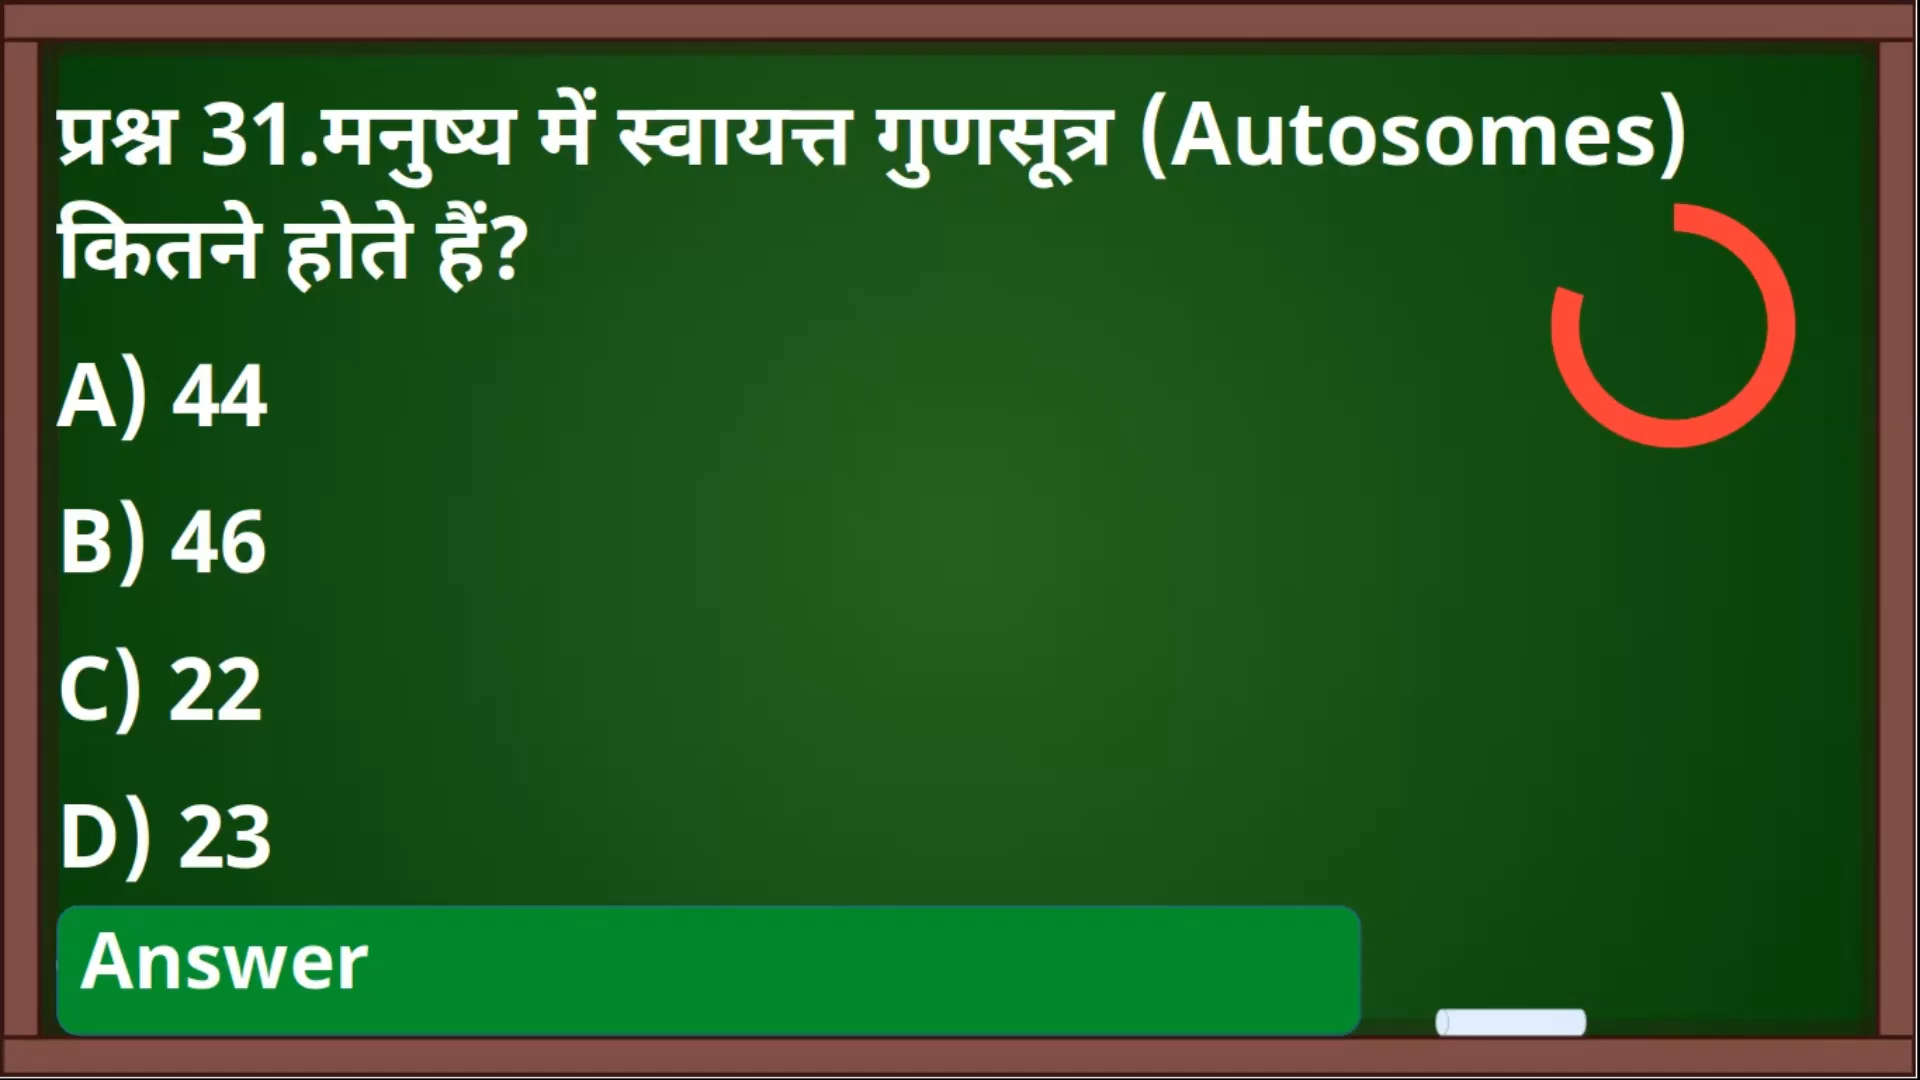 प्रश्न 31.मनुष्य में स्वायत्त गुणसूत्र (Autosomes)
कितने होते हैं?
A) 44
B) 46
C) 22
D) 23
Answer